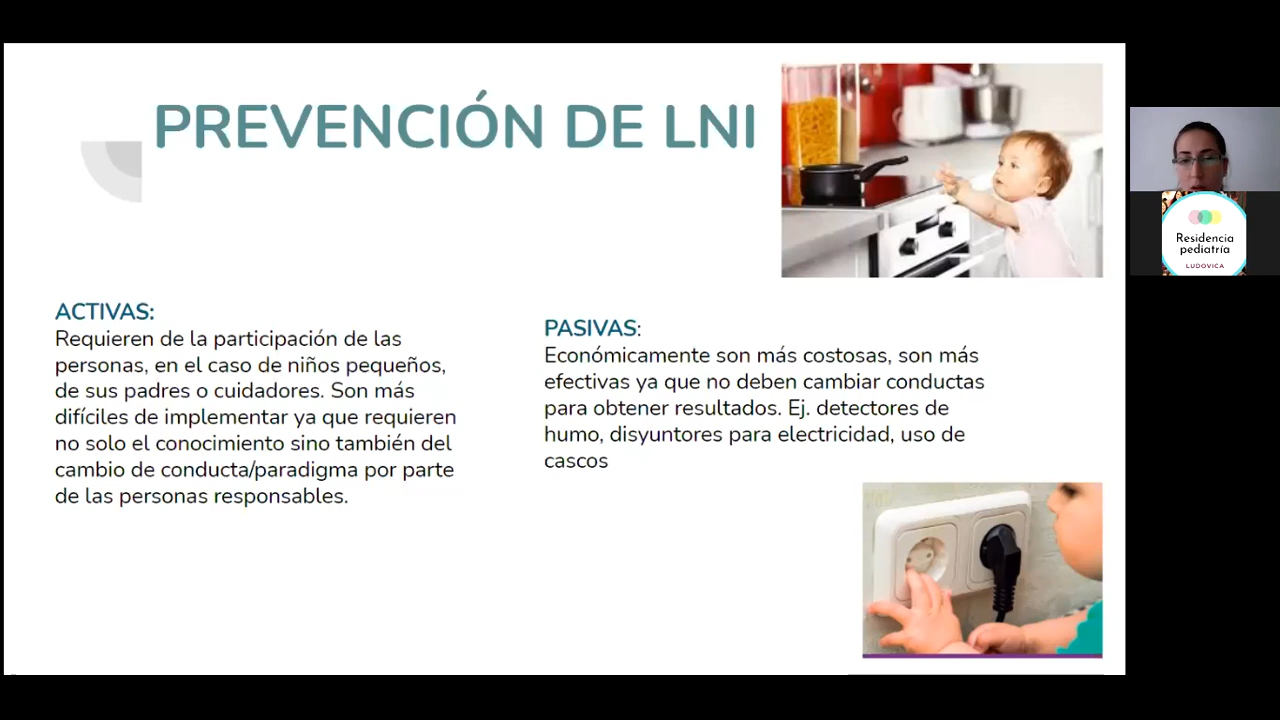 PREVENCIÓN DE LNI
ACTIVAS:
Requieren de la participación de las
personas, en el caso de niños pequeños,
de sus padres o cuidadores. Son más
difíciles de implementar ya que requieren
no solo el conocimiento sino también del
cambio de conducta/paradigma por parte
de las personas responsables.
PASIVAS:
Económicamente son más costosas, son más
efectivas ya que no deben cambiar conductas
para obtener resultados. Ej. detectores de
humo, disyuntores para electricidad, uso de
cascos
Residencia
pediatría
LUDOVICA